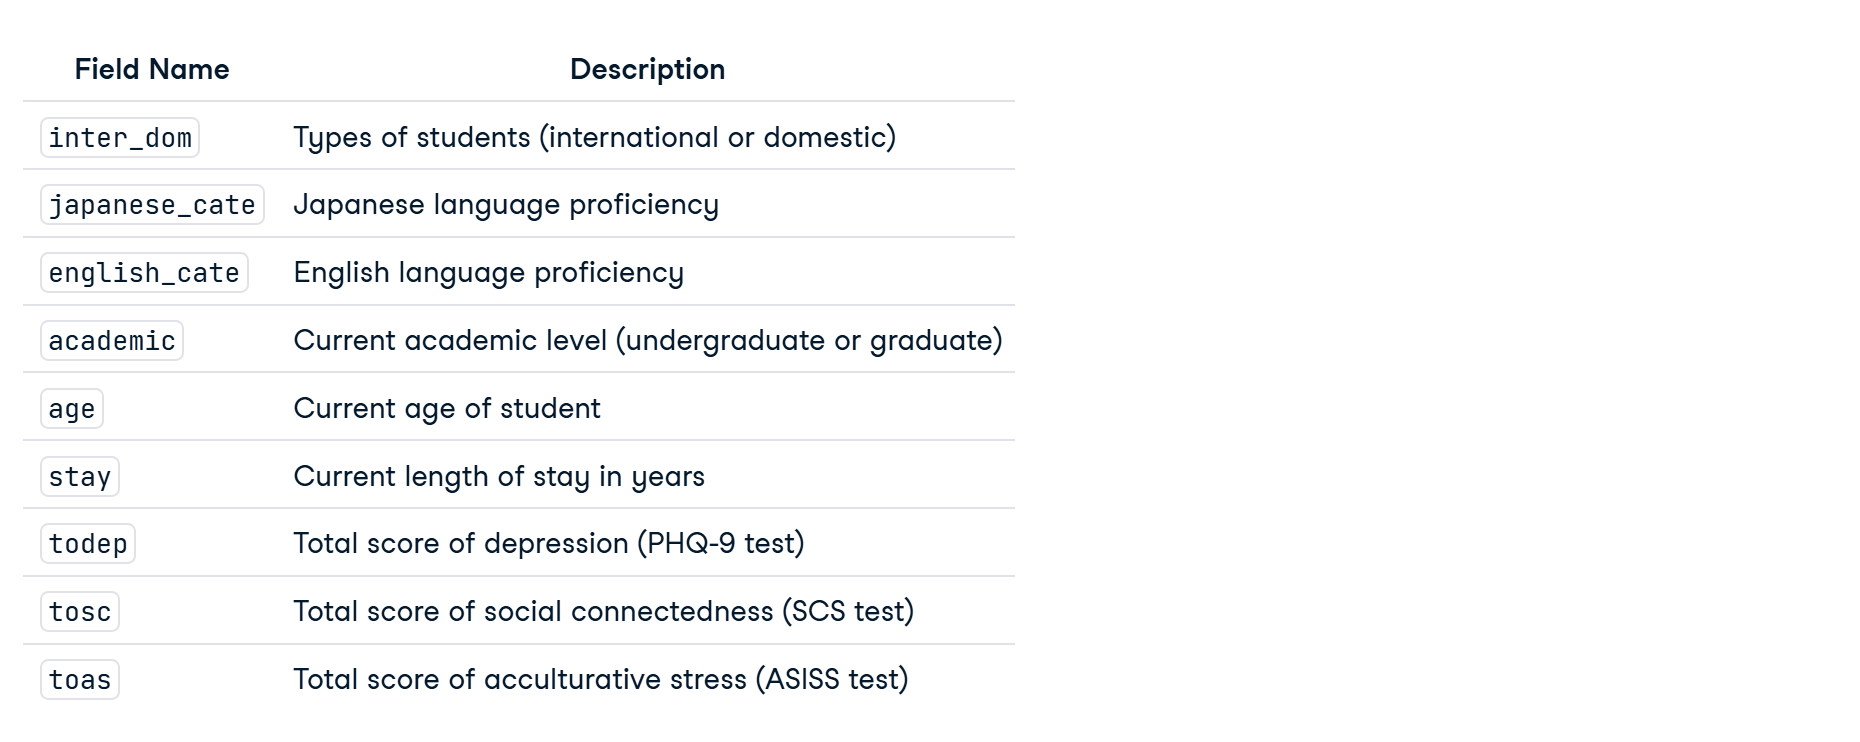 Field Name Description
inter_dom Types of students (international or domestic)
japanese_cate Japanese language proficiency
english_cate English language proficiency
academic Current academic level (undergraduate or graduate)
age Current age of student
stay Current length of stay in years
todep Total score of depression (PHQ-9 test)
tosc Total score of social connectedness (SCS test)
toas Total score of acculturative stress (ASISS test)